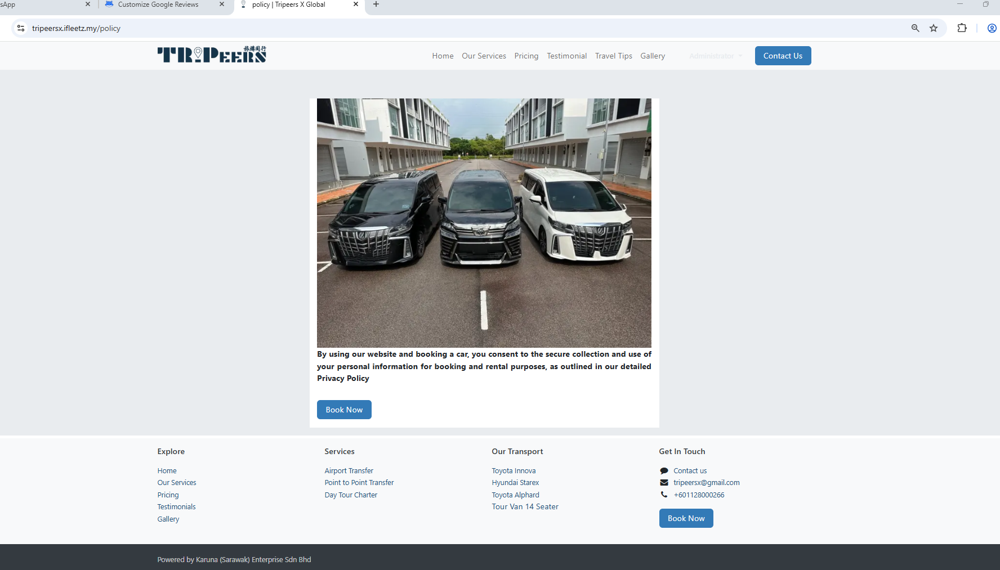 sApp
Customize Google Reviews
policy | Tripeers X Global
tripeersx.ifleetz.my/policy
TRIPEERS 旅游同行
Home
Our Services
Pricing
Testimonial
Travel Tips
Gallery
Administrator
Contact Us
By using our website and booking a car, you consent to the secure collection and use of
your personal information for booking and rental purposes, as outlined in our detailed
Privacy Policy
Book Now
Explore
Home
Our Services
Pricing
Testimonials
Gallery
Services
Airport Transfer
Point to Point Transfer
Day Tour Charter
Our Transport
Toyota Innova
Hyundai Starex
Toyota Alphard
Tour Van 14 Seater
Get In Touch
Contact us
tripeersx@gmail.com
+601128000266
Book Now
Powered by Karuna (Sarawak) Enterprise Sdn Bhd